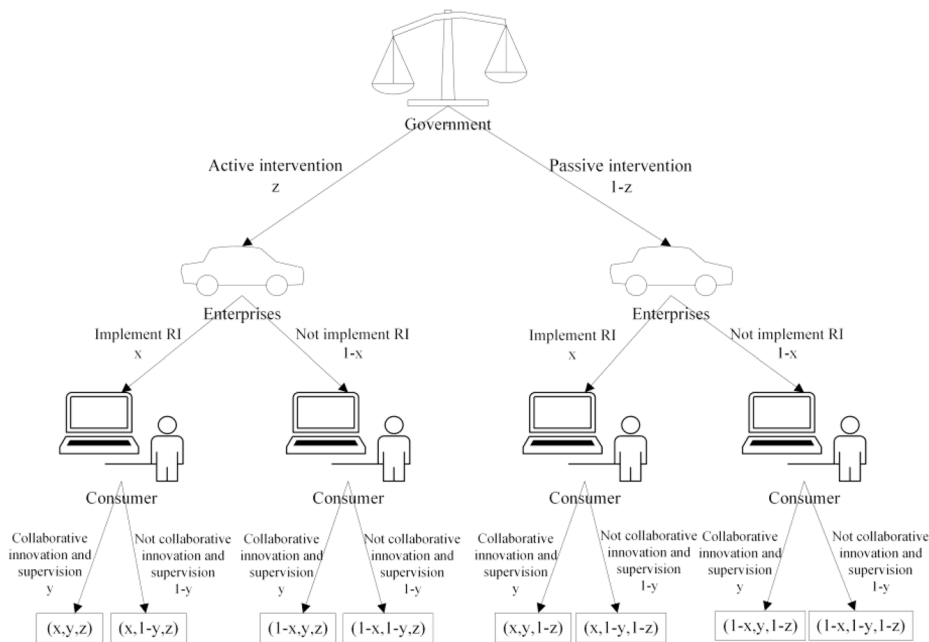 Government
Active intervention
z
Passive intervention
1-z
Enterprises
Enterprises
Implement RI
x
Not implement RI
1-x
Implement RI
x
Not implement RI
1-x
Consumer
Consumer
Consumer
Consumer
Collaborative
innovation and
supervision
y
Not collaborative
innovation and
supervision
1-y
Collaborative
innovation and
supervision
y
Not collaborative
innovation and
supervision
1-y
Collaborative
innovation and
supervision
y
Not collaborative
innovation and
supervision
1-y
Collaborative
innovation and
supervision
y
Not collaborative
innovation and
supervision
1-y
(x,y,z)
(x,1-y,z)
(1-x,y,z)
(1-x,1-y,z)
(x,y,1-z)
(x,1-y,1-z)
(1-x,y,1-z)
(1-x,1-y,1-z)